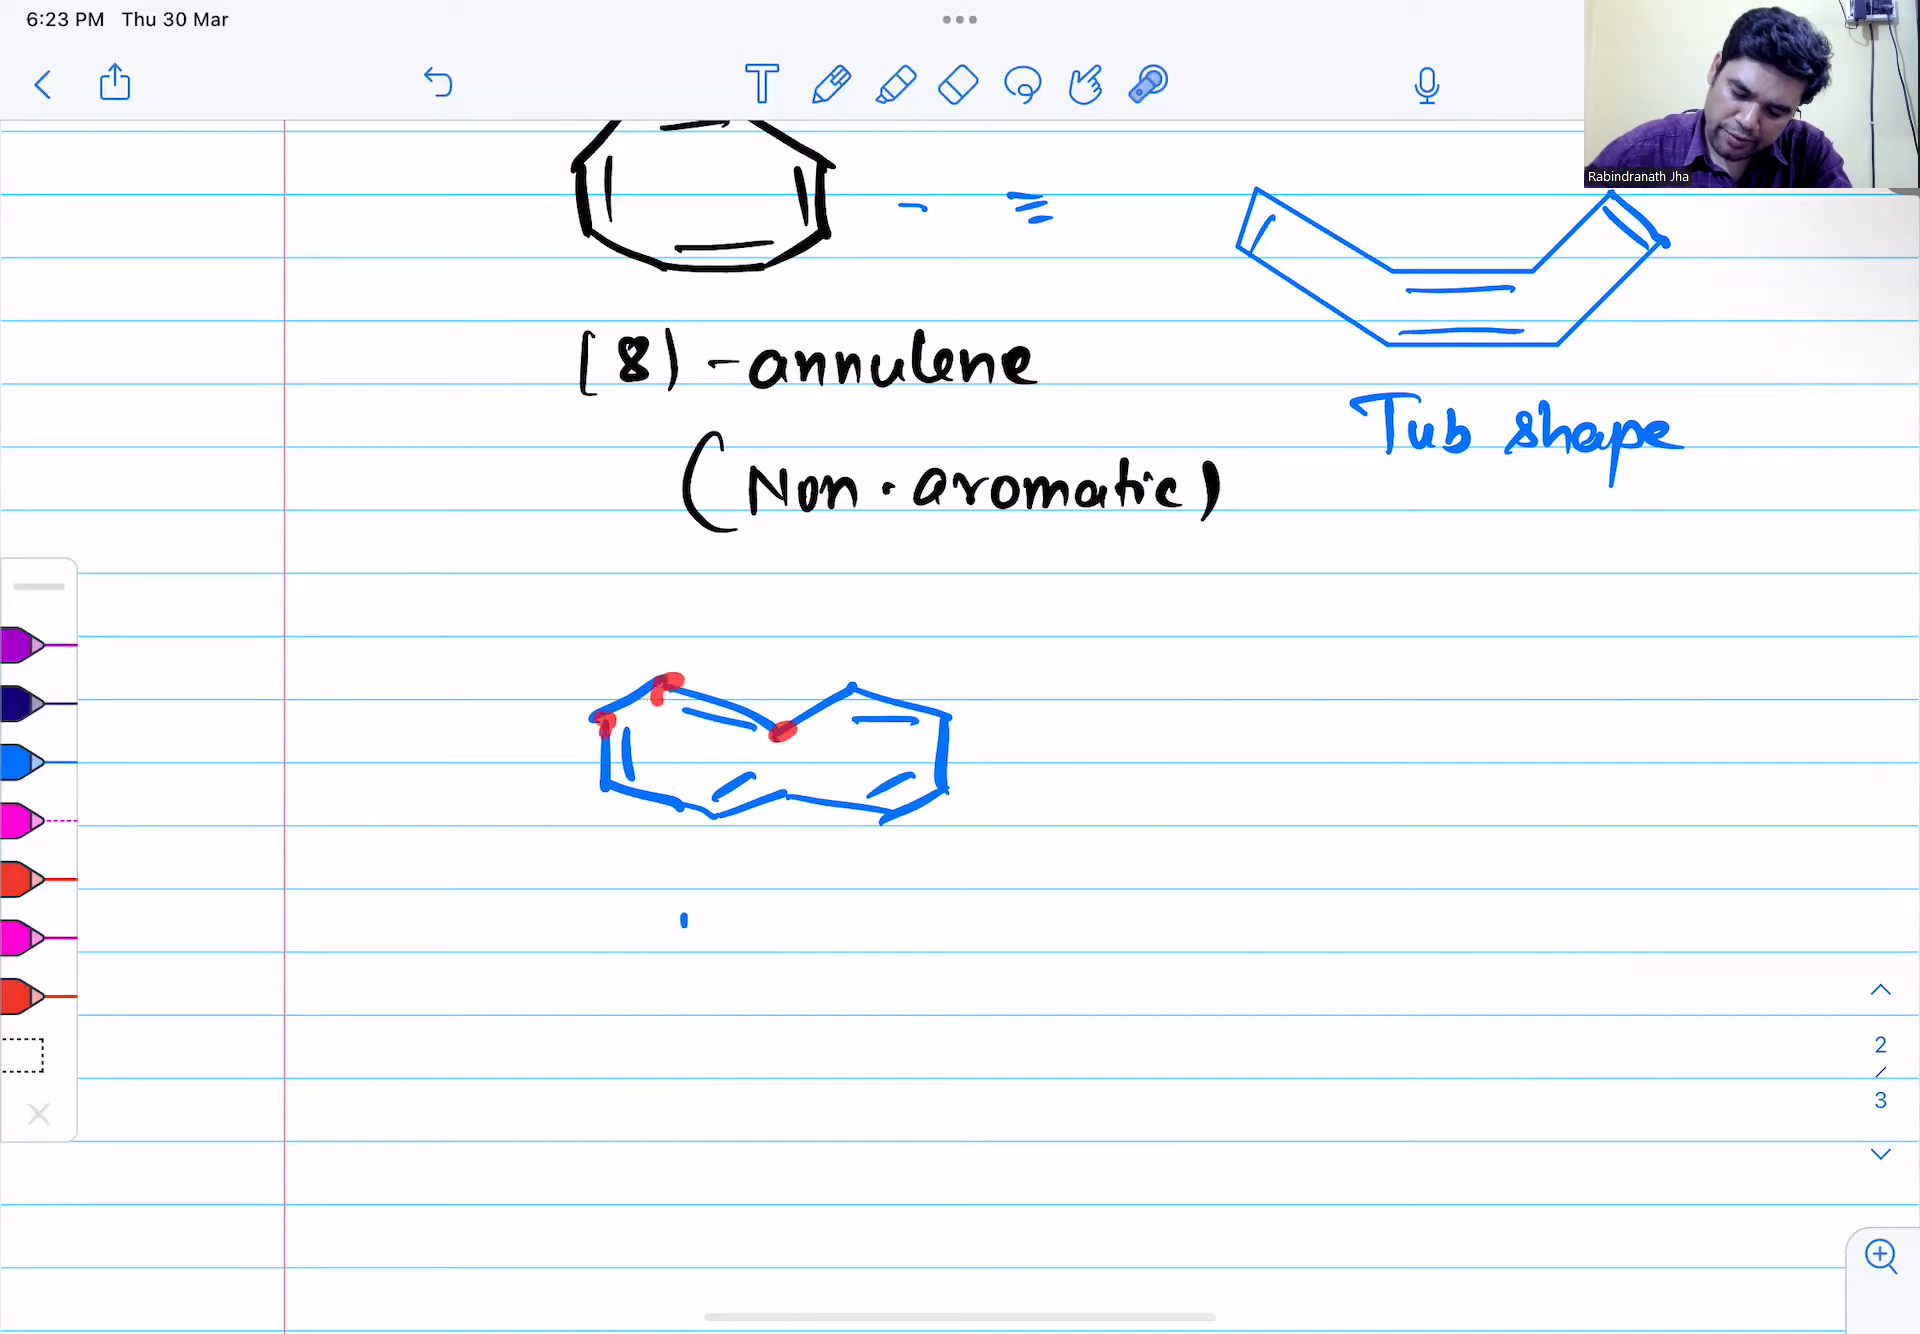 6:23 PM Thu 30 Mar
Rabindranath Jha
[8] - annulene
Tub shape
(Non-aromatic)
2
/
3